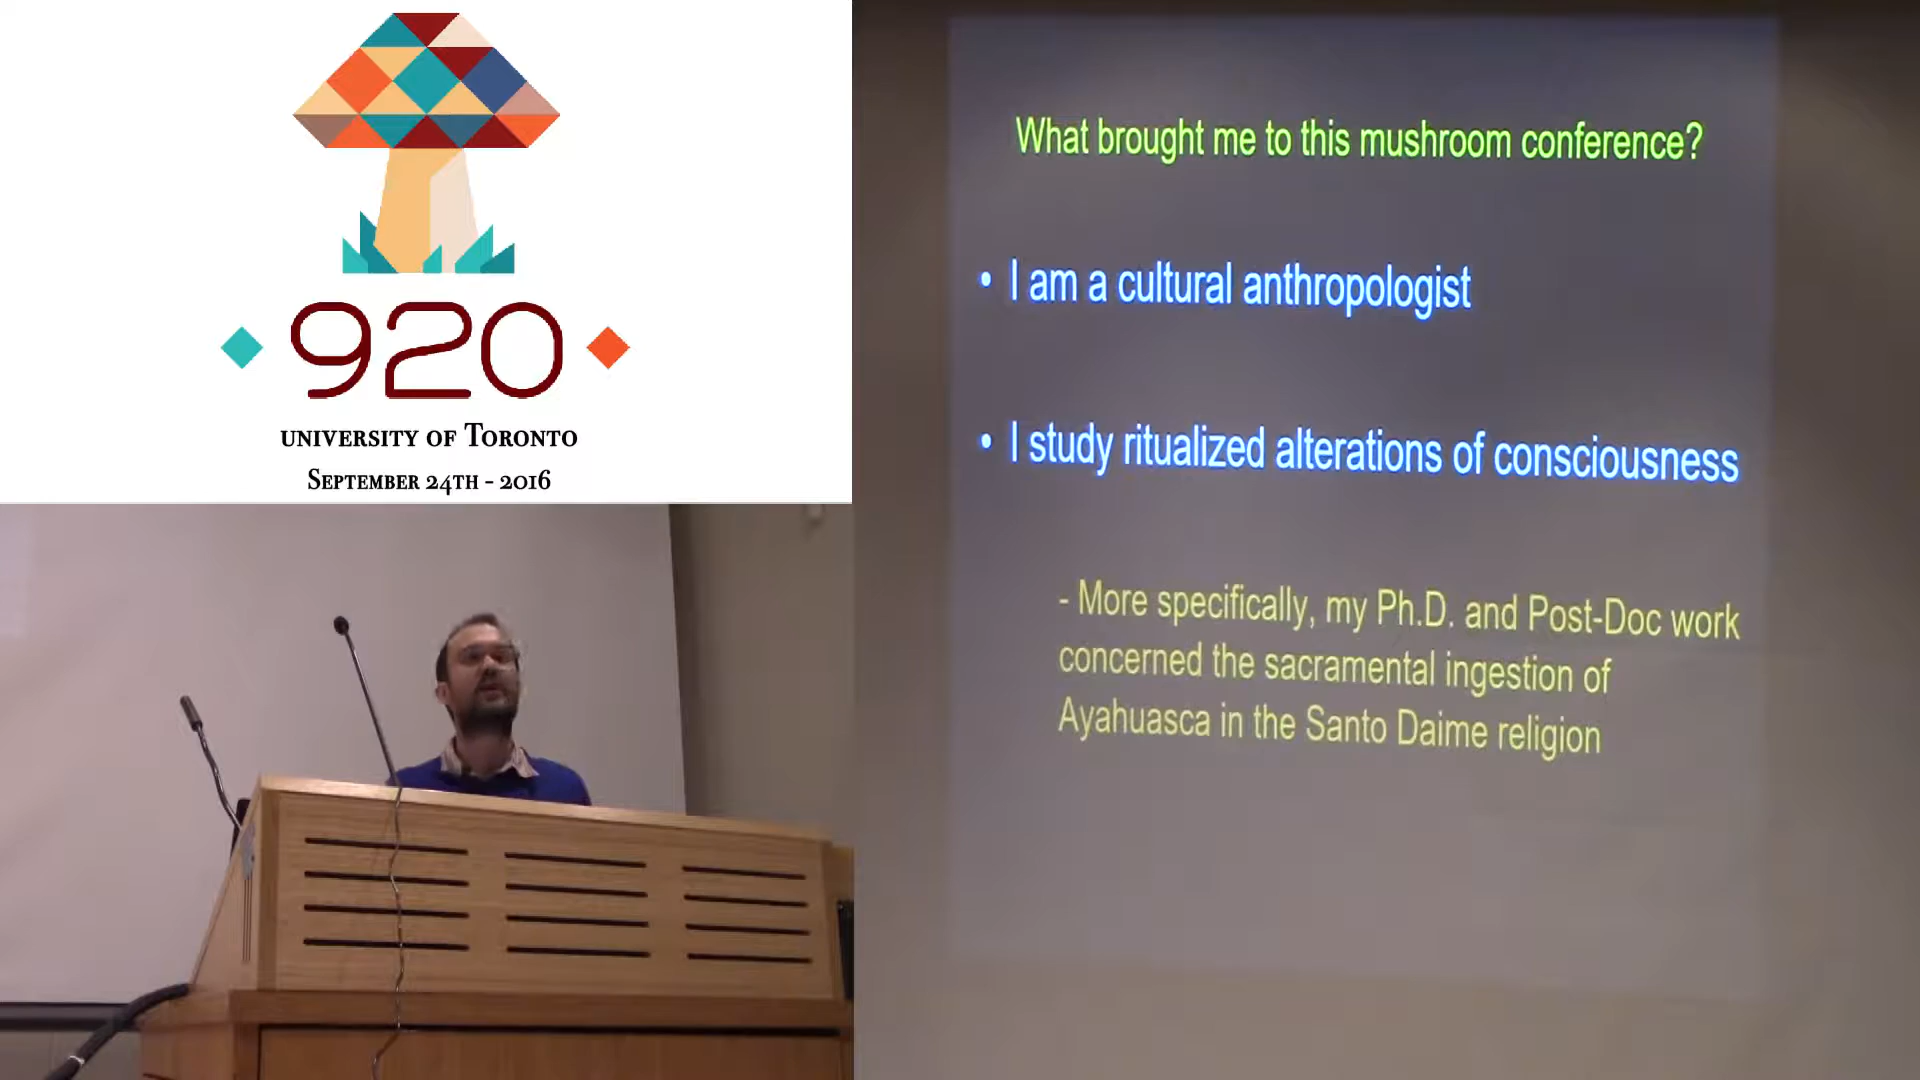 920
UNIVERSITY OF TORONTO
SEPTEMBER 24TH - 2016
What brought me to this mushroom conference?
• I am a cultural anthropologist
• I study ritualized alterations of consciousness
- More specifically, my Ph.D. and Post-Doc work
concerned the sacramental ingestion of
Ayahuasca in the Santo Daime religion